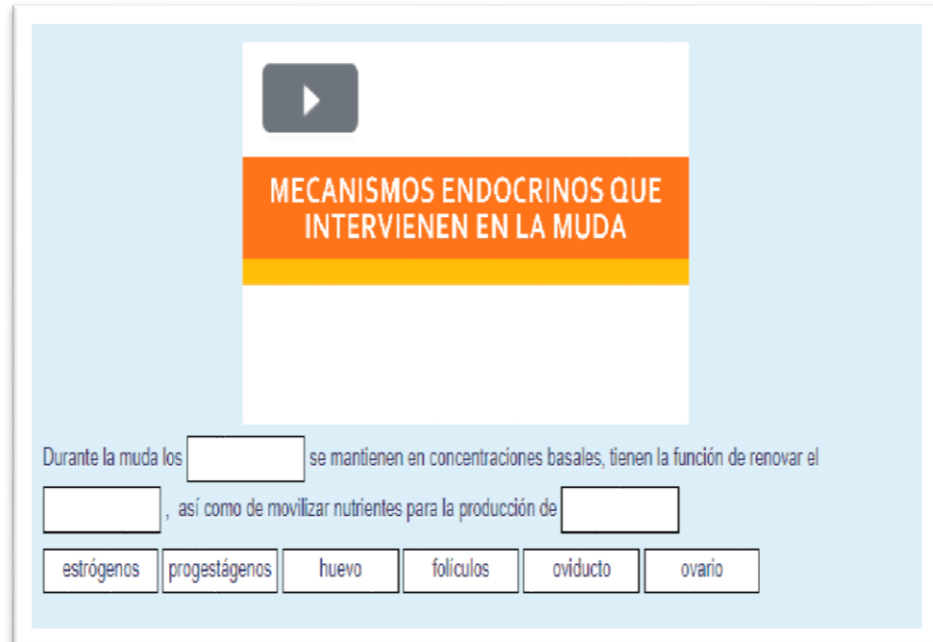 MECANISMOS ENDOCRINOS QUE
INTERVIENEN EN LA MUDA
Durante la muda los se mantienen en concentraciones basales, tienen la función de renovar el
, así como de movilizar nutrientes para la producción de
estrógenos progestágenos huevo folículos oviducto ovario